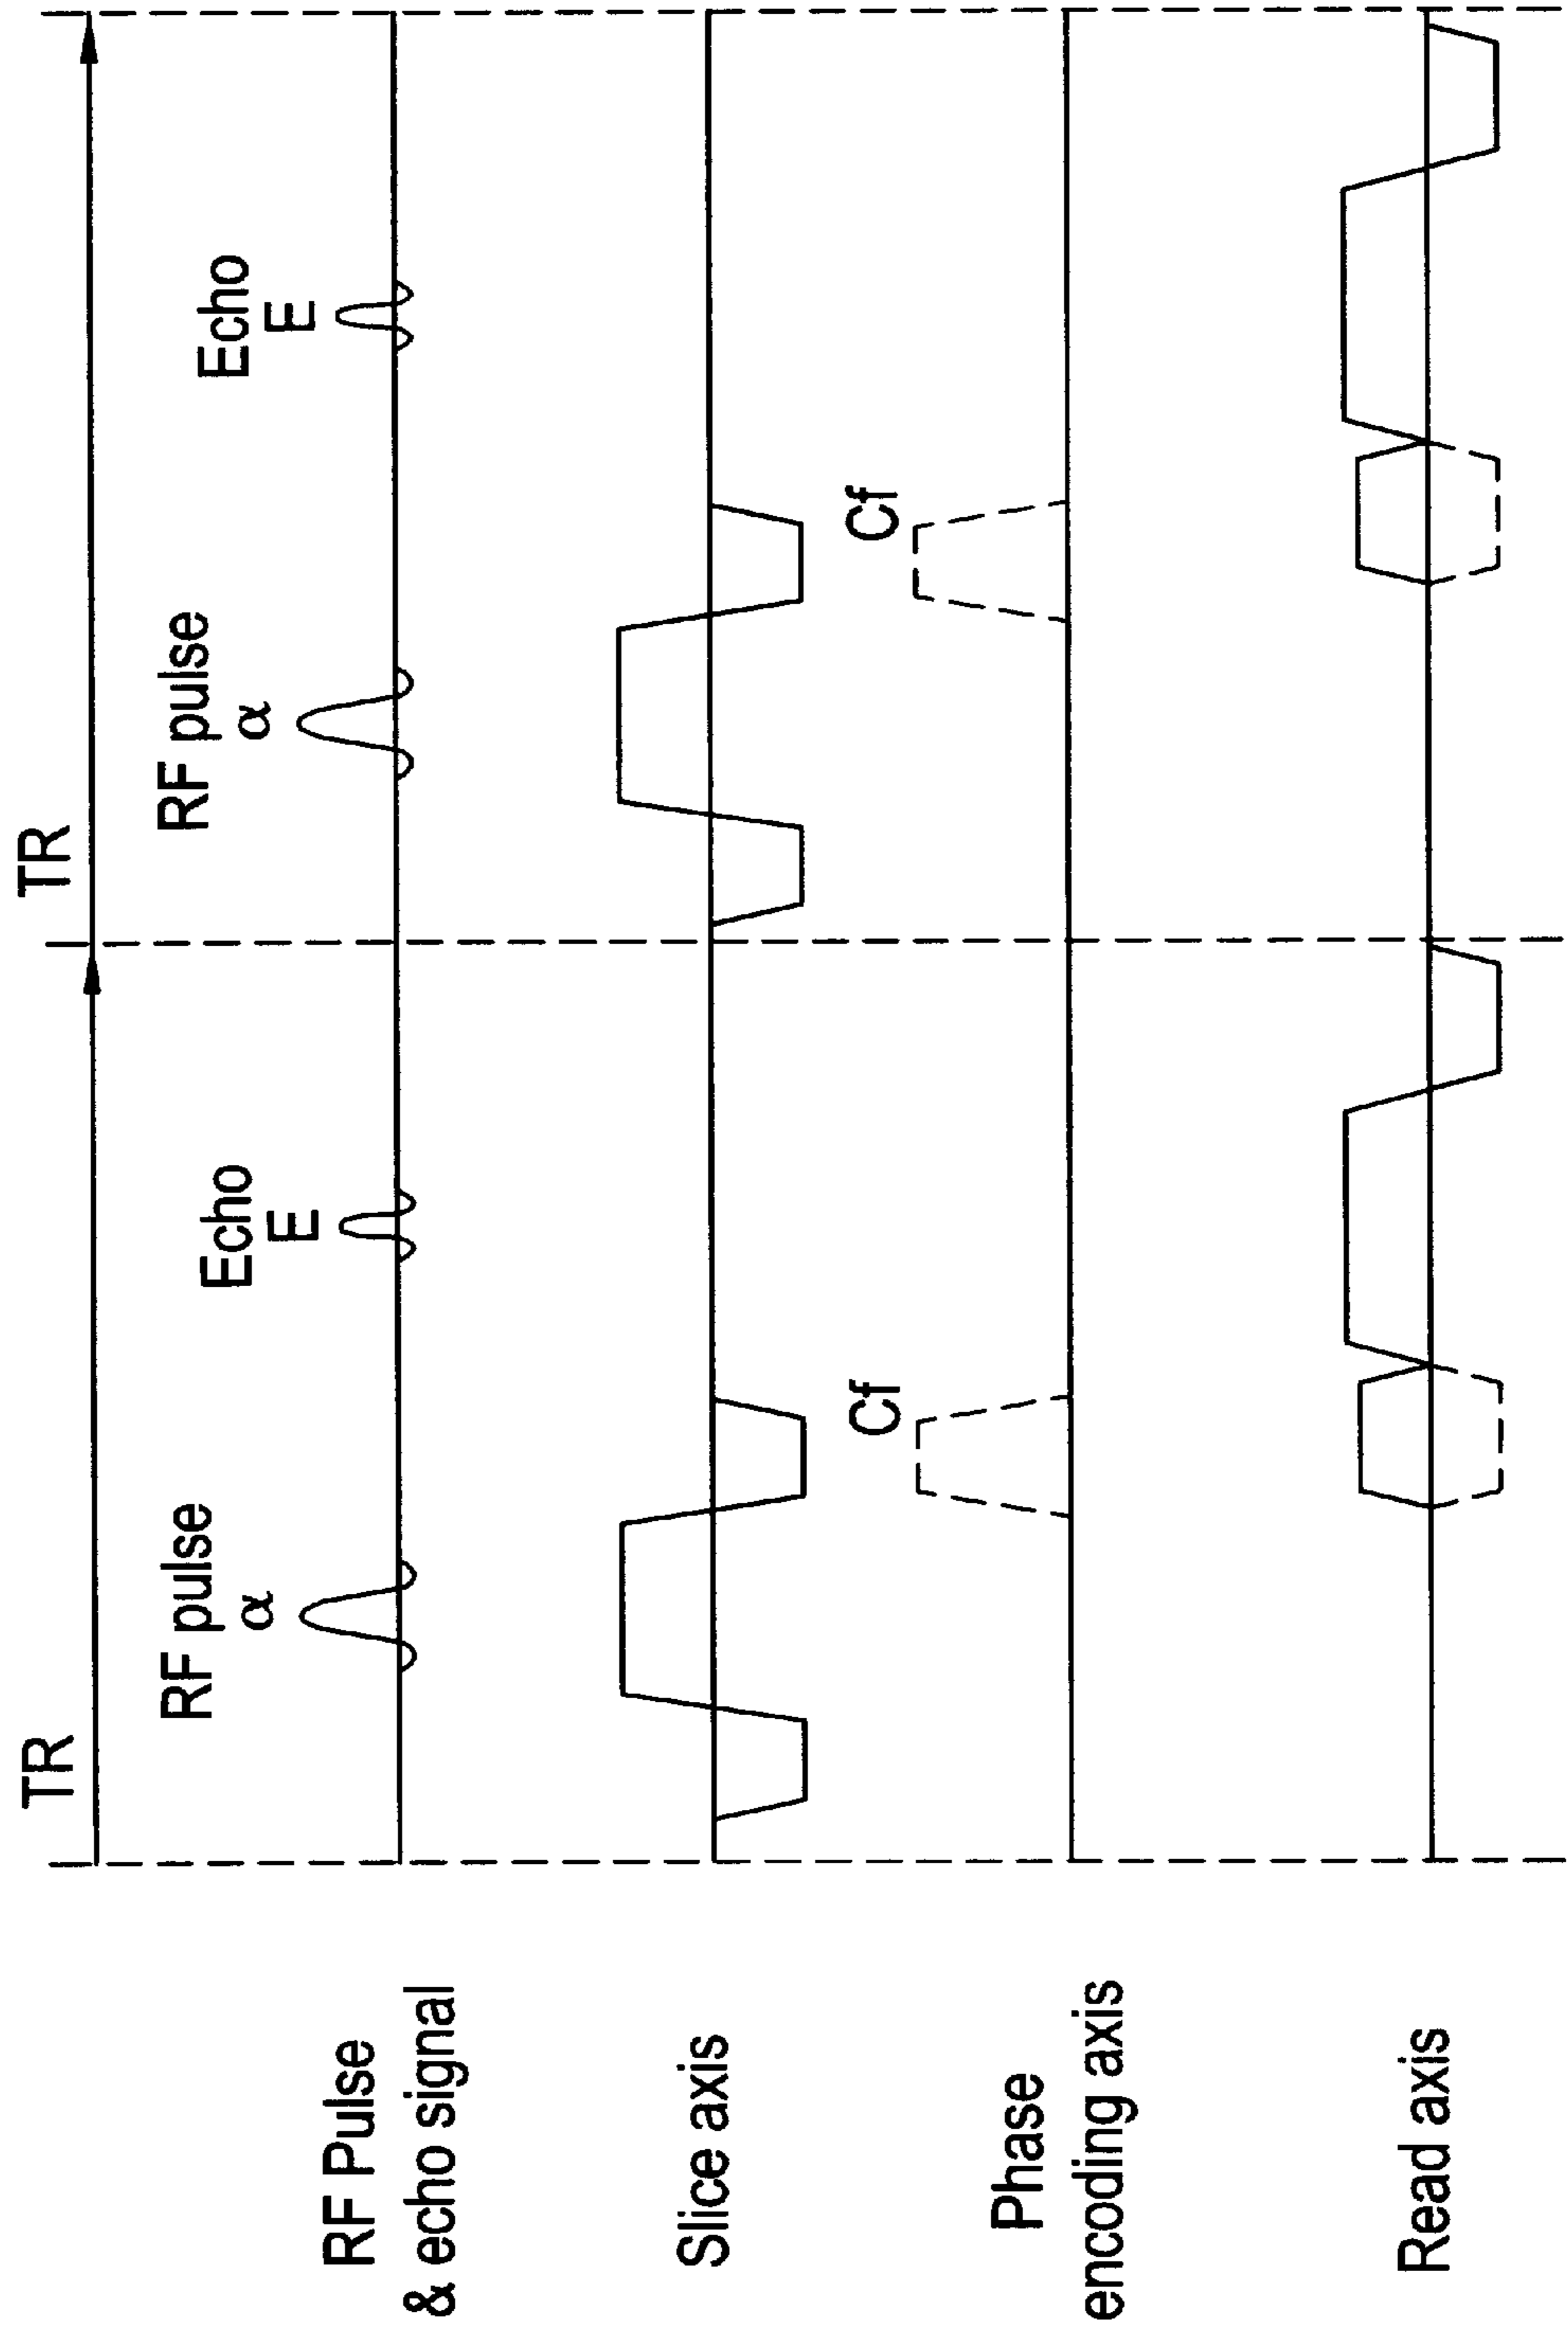 TR
TR
RF Pulse
& echo signal
RF pulse
α
Echo
E
RF pulse
α
Echo
E
Slice axis
Phase
encoding axis
Cf
Cf
Read axis